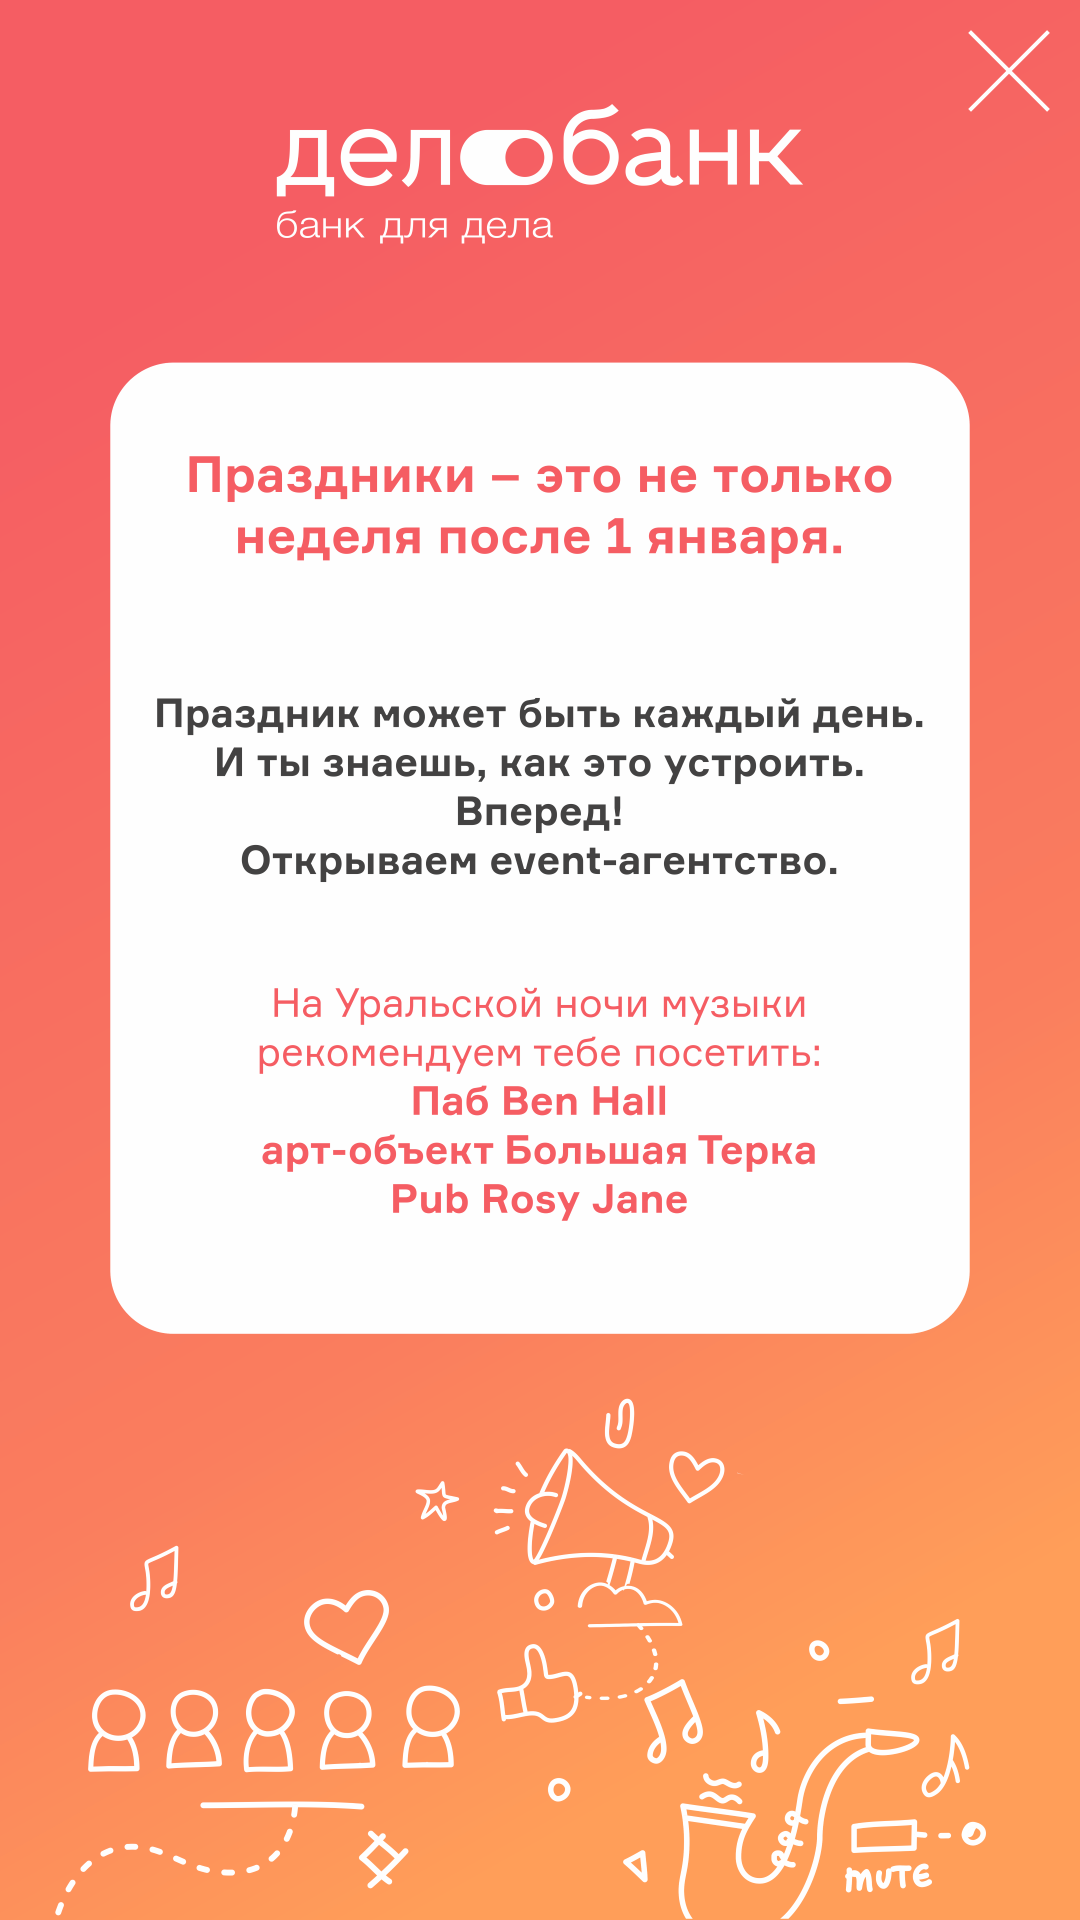 делобанк
банк для дела
Праздники – это не только
неделя после 1 января.
Праздник может быть каждый день.
И ты знаешь, как это устроить.
Вперед!
Открываем event-агентство.
На Уральской ночи музыки
рекомендуем тебе посетить:
Паб Ben Hall
арт-объект Большая Терка
Pub Rosy Jane
MUTE